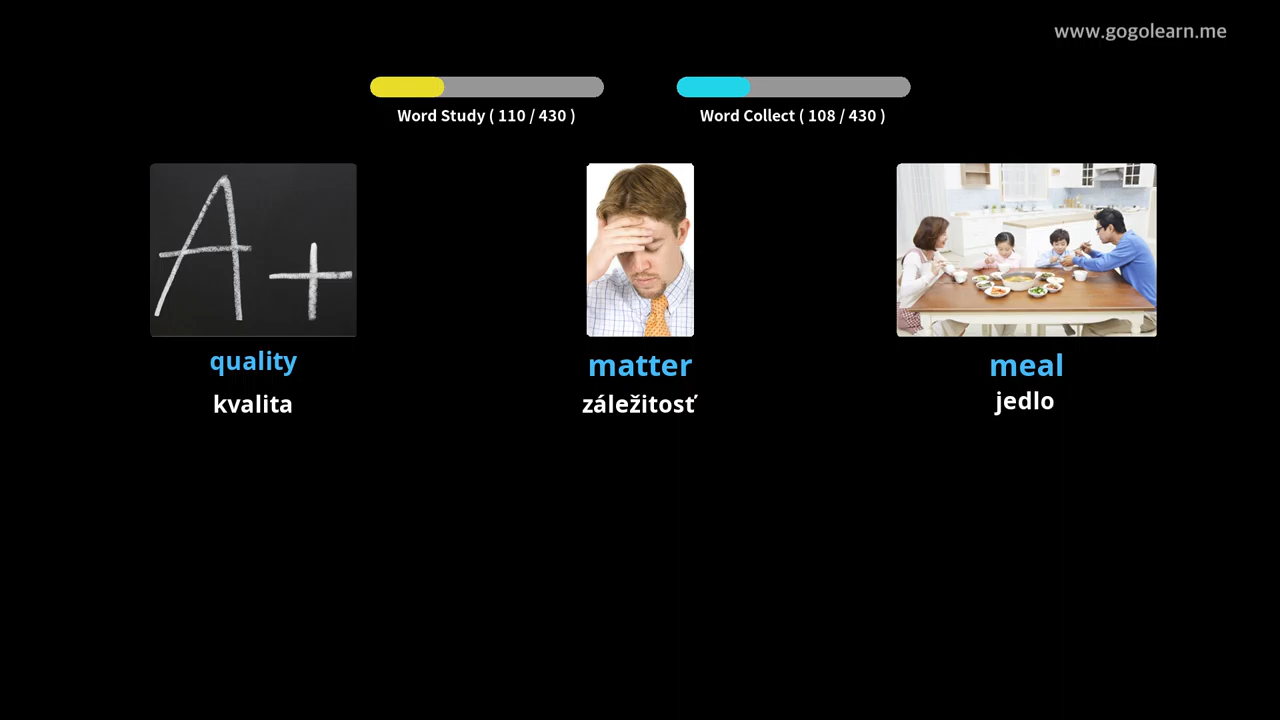 www.gogolearn.me
Word Study ( 110 / 430 )
Word Collect ( 108 / 430 )
A+
quality
matter
meal
kvalita
záležitosť
jedlo